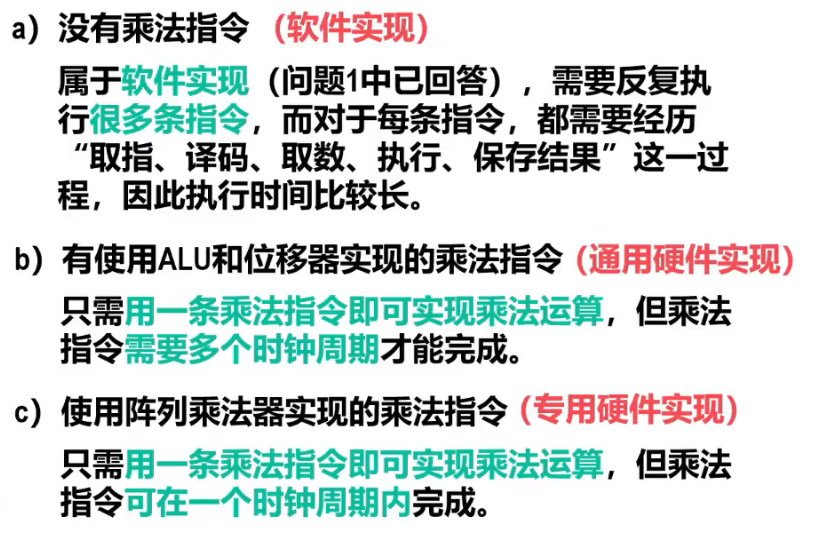 a）没有乘法指令 （软件实现）
属于软件实现（问题1中已回答），需要反复执
行很多条指令，而对于每条指令，都需要经历
“取指、译码、取数、执行、保存结果”这一过
程，因此执行时间比较长。
b）有使用ALU和位移器实现的乘法指令（通用硬件实现）
只需用一条乘法指令即可实现乘法运算，但乘法
指令需要多个时钟周期才能完成。
c）使用阵列乘法器实现的乘法指令（专用硬件实现）
只需用一条乘法指令即可实现乘法运算，但乘法
指令可在一个时钟周期内完成。